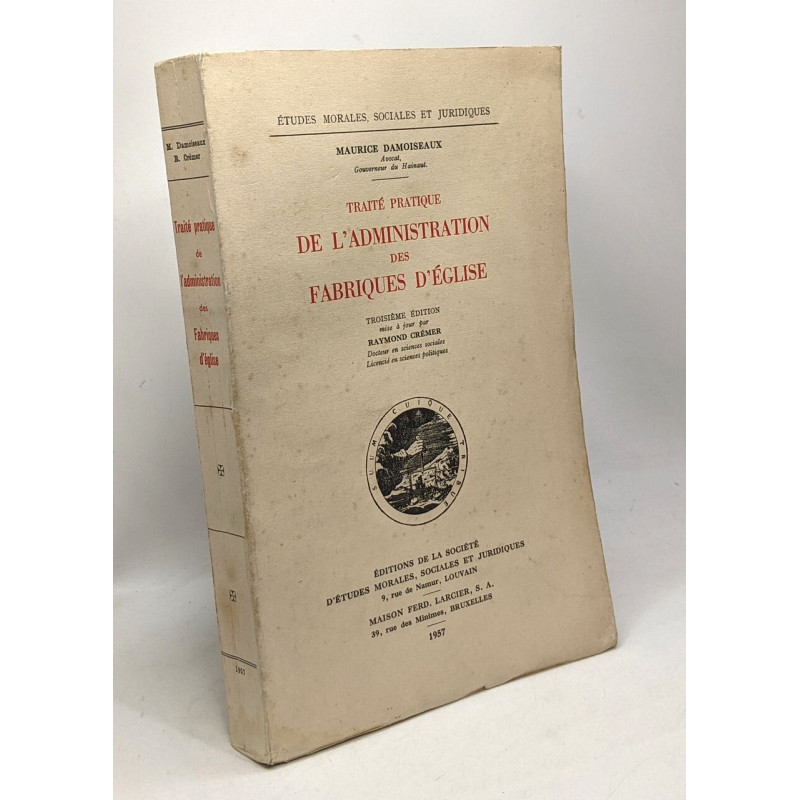 M. Damoiseaux
R. Crémer
Traité pratique
de
l'administration
des
Fabriques
d'église
1957
ÉTUDES MORALES, SOCIALES ET JURIDIQUES
MAURICE DAMOISEAUX
Avocat,
Gouverneur du Hainaut.
TRAITÉ PRATIQUE
DE L'ADMINISTRATION
DES
FABRIQUES D'ÉGLISE
TROISIÈME ÉDITION
mise à jour par
RAYMOND CRÉMER
Docteur en sciences sociales
Licencié en sciences politiques
SUUM CUIQUE TRIBUE
ÉDITIONS DE LA SOCIÉTÉ
D'ÉTUDES MORALES, SOCIALES ET JURIDIQUES
9, rue de Namur, LOUVAIN
MAISON FERD. LARCIER, S. A.
39, rue des Minimes, BRUXELLES
1957